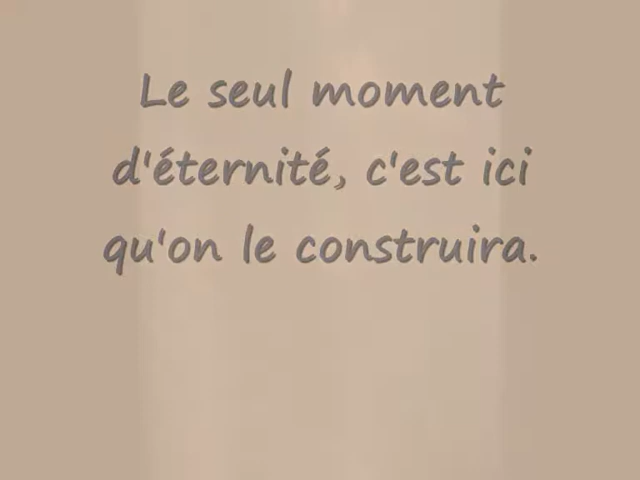 Le seul moment
d'éternité, c'est ici
qu'on le construira.